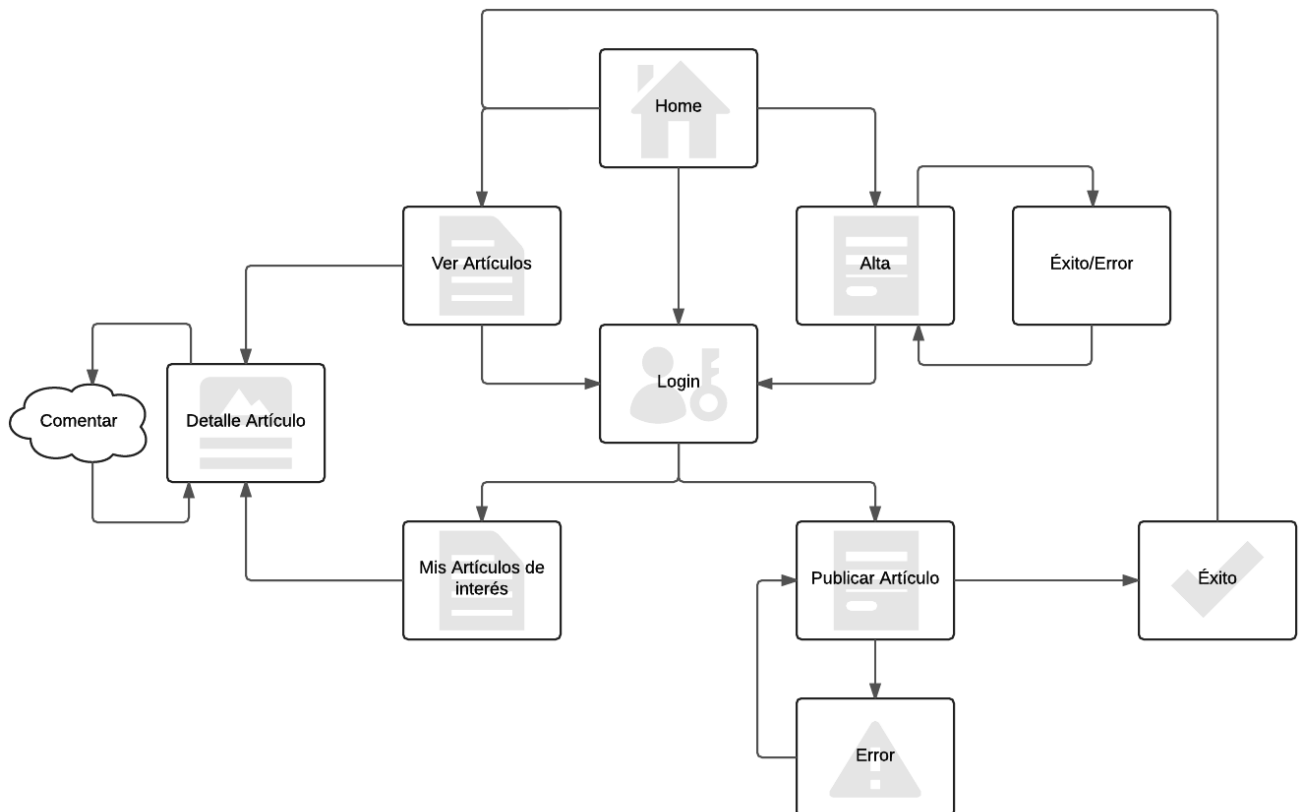 Home
Ver Artículos
Alta
Éxito/Error
Login
Comentar
Detalle Artículo
Mis Artículos de
interés
Publicar Artículo
Éxito
Error